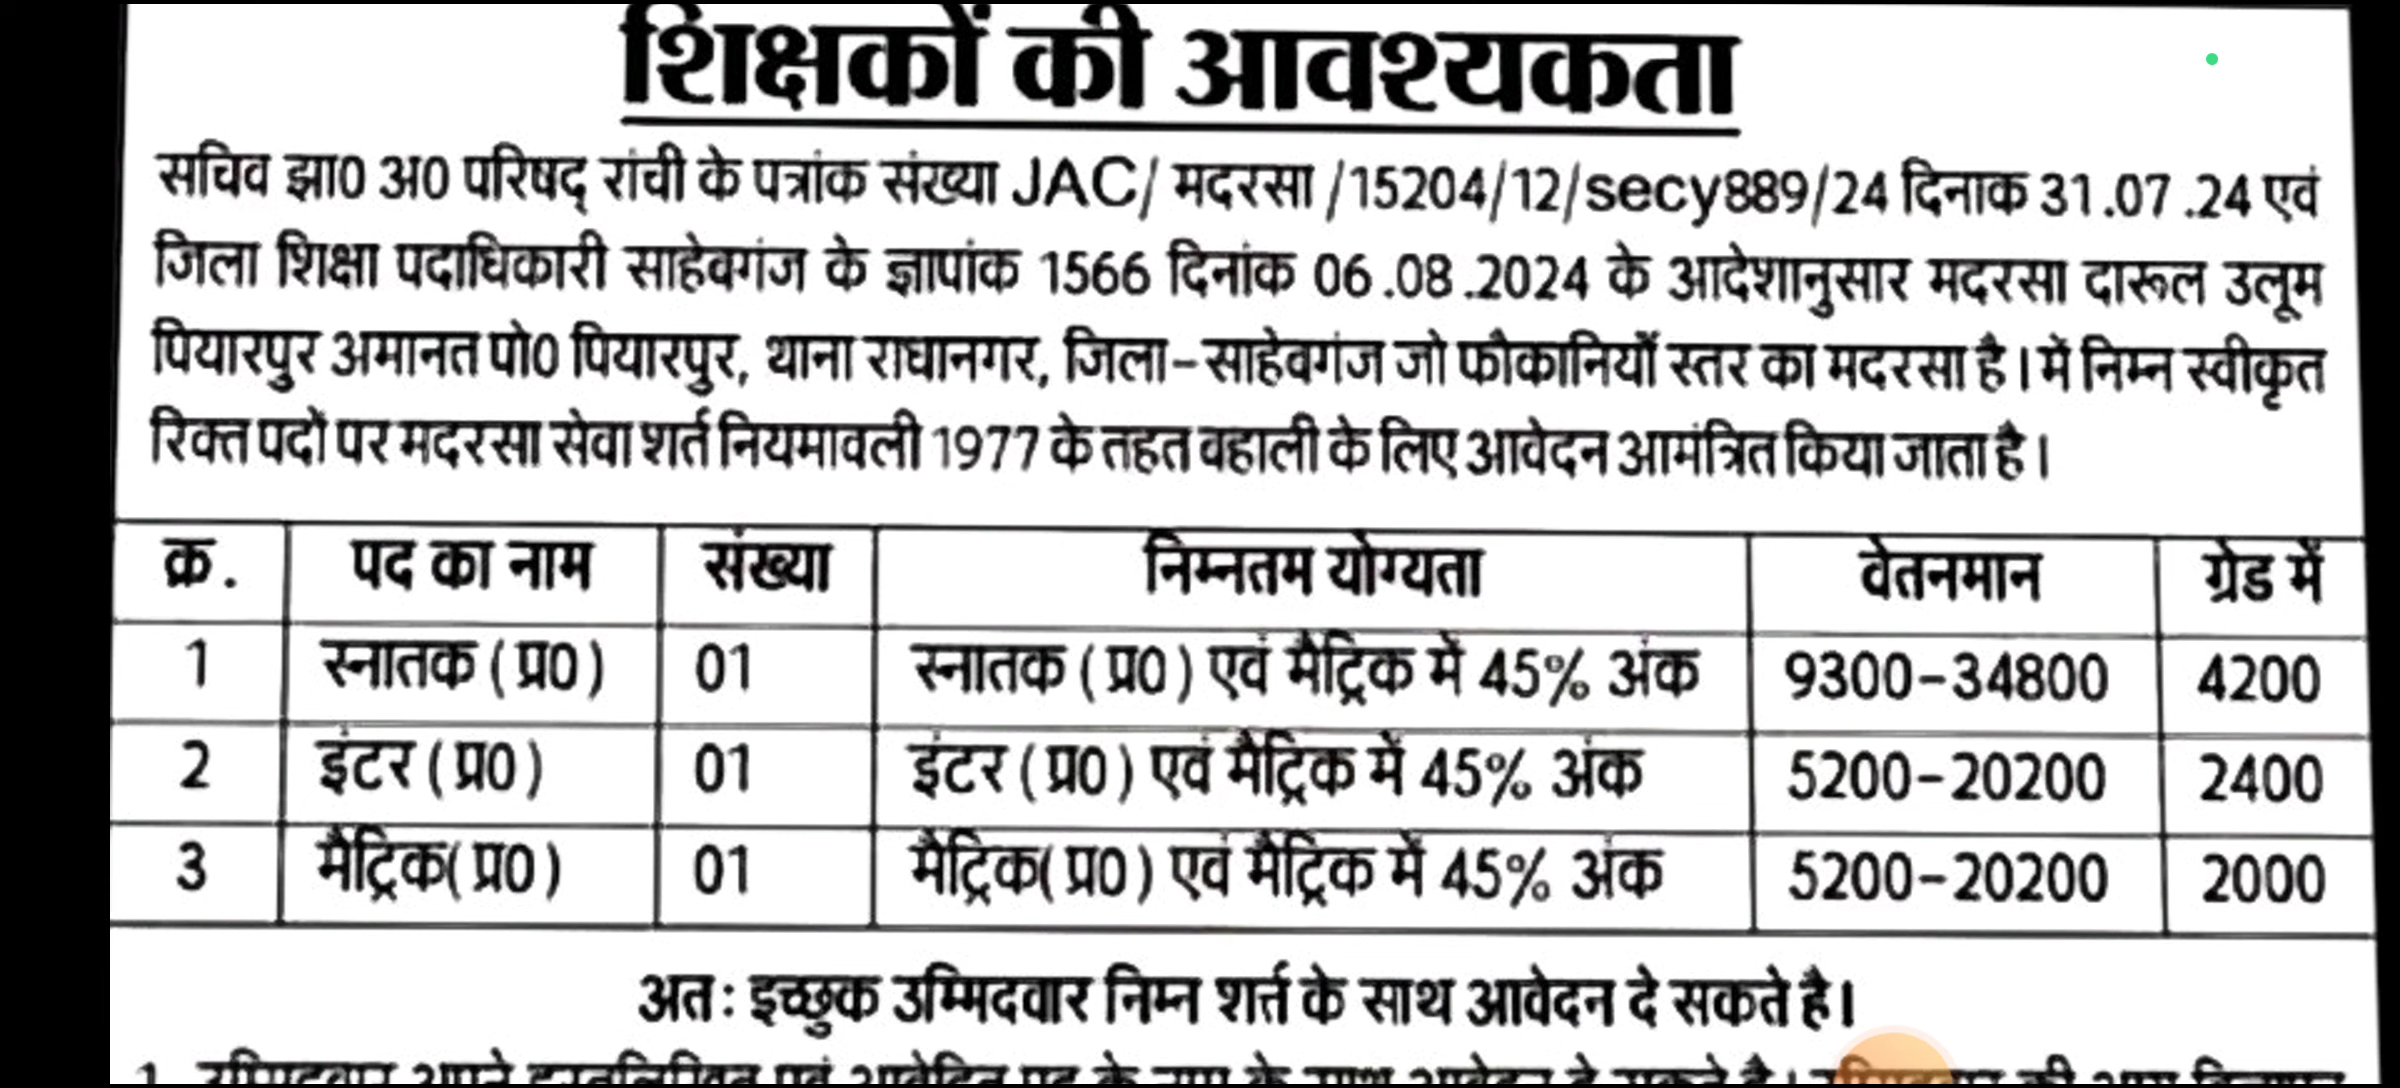 शिक्षकों की आवश्यकता
सचिव झा0 अ0 परिषद् रांची के पत्रांक संख्या JAC/ मदरसा /15204/12/secy889/24 दिनाक 31.07 .24 एवं
जिला शिक्षा पदाधिकारी साहेवगंज के ज्ञापांक 1566 दिनांक 06.08.2024 के आदेशानुसार मदरसा दारूल उलूम
पियारपुर अमानत पो0 पियारपुर, थाना राधानगर, जिला-साहेवगंज जो फौकानियाँ स्तर का मदरसा है। में निम्न स्वीकृत
रिक्त पदों पर मदरसा सेवा शर्त नियमावली 1977 के तहत वहाली के लिए आवेदन आमंत्रित किया जाता है।
क्र. पद का नाम संख्या निम्नतम योग्यता वेतनमान ग्रेड में
1 स्नातक (प्र0) 01 स्नातक (प्र0) एवं मैट्रिक में 45% अंक 9300-34800 4200
2 इंटर (प्र0) 01 इंटर (प्र0) एवं मैट्रिक में 45% अंक 5200-20200 2400
3 मैट्रिक( प्र0) 01 मैट्रिक( प्र0) एवं मैट्रिक में 45% अंक 5200-20200 2000
अत: इच्छुक उम्मिदवार निम्न शर्त्त के साथ आवेदन दे सकते है।